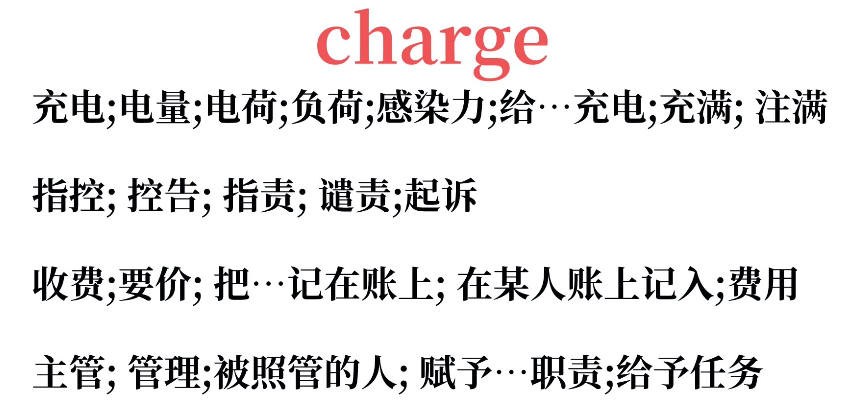 charge
充电;电量;电荷;负荷;感染力;给···充电;充满; 注满
指控; 控告; 指责; 谴责;起诉
收费;要价; 把···记在账上; 在某人账上记入;费用
主管; 管理;被照管的人; 赋予···职责;给予任务